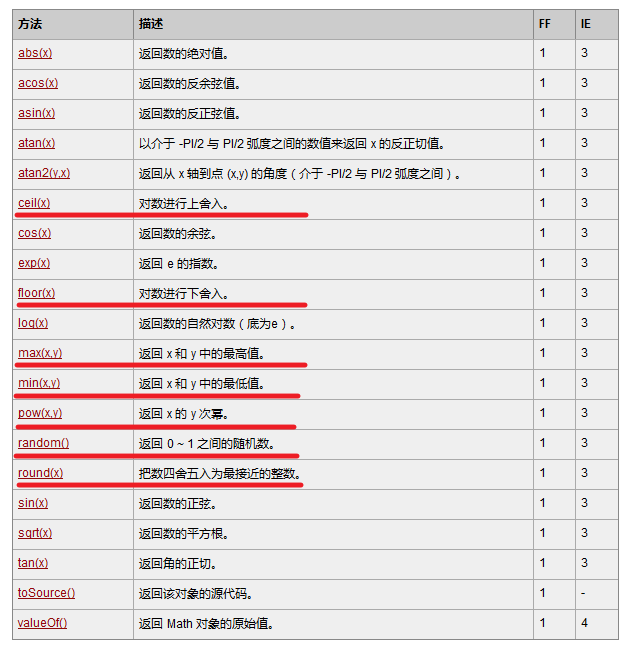 方法 描述 FF IE
abs(x) 返回数的绝对值。 1 3
acos(x) 返回数的反余弦值。 1 3
asin(x) 返回数的反正弦值。 1 3
atan(x) 以介于 -PI/2 与 PI/2 弧度之间的数值来返回 x 的反正切值。 1 3
atan2(y,x) 返回从 x 轴到点 (x,y) 的角度（介于 -PI/2 与 PI/2 弧度之间）。 1 3
ceil(x) 对数进行上舍入。 1 3
cos(x) 返回数的余弦。 1 3
exp(x) 返回 e 的指数。 1 3
floor(x) 对数进行下舍入。 1 3
log(x) 返回数的自然对数（底为e）。 1 3
max(x,y) 返回 x 和 y 中的最高值。 1 3
min(x,y) 返回 x 和 y 中的最低值。 1 3
pow(x,y) 返回 x 的 y 次幂。 1 3
random() 返回 0 ~ 1 之间的随机数。 1 3
round(x) 把数四舍五入为最接近的整数。 1 3
sin(x) 返回数的正弦。 1 3
sqrt(x) 返回数的平方根。 1 3
tan(x) 返回角的正切。 1 3
toSource() 返回该对象的源代码。 1 -
valueOf() 返回 Math 对象的原始值。 1 4